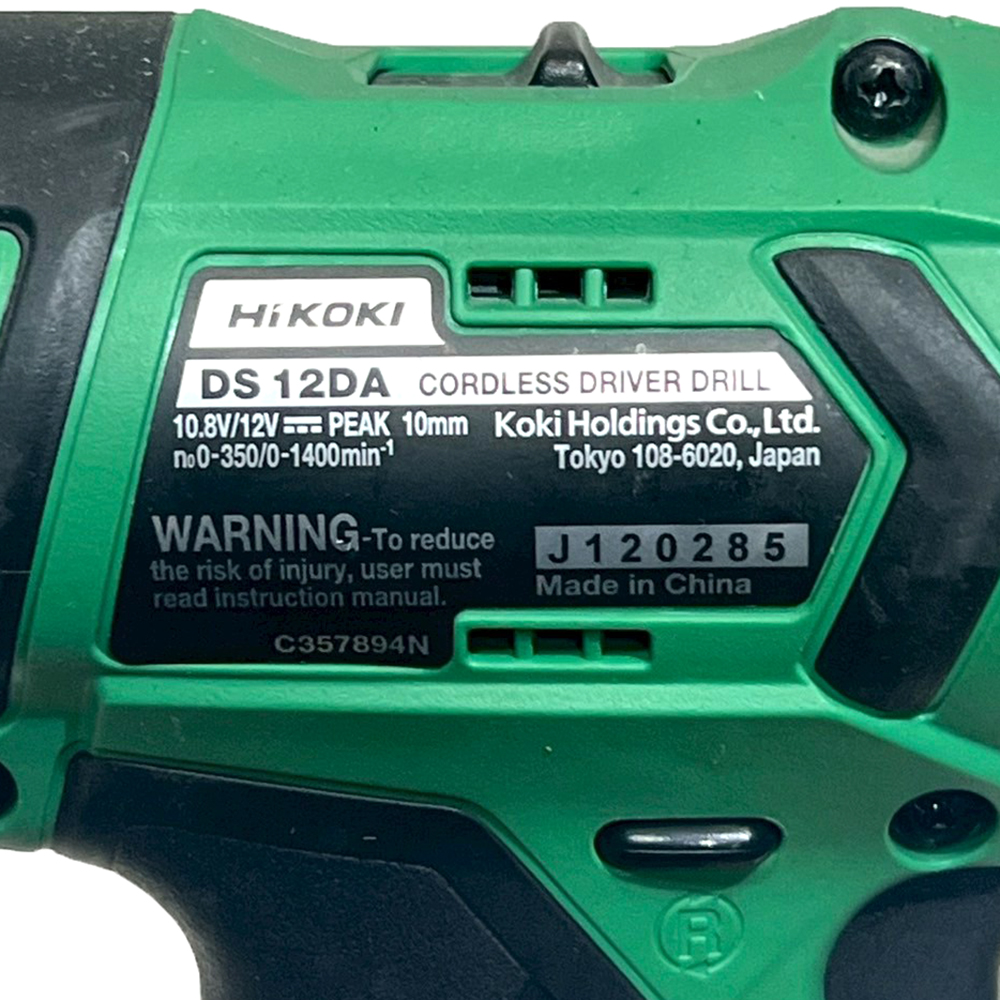 HiKOKI
DS 12DA CORDLESS DRIVER DRILL
10.8V/12V ⎓ PEAK 10mm Koki Holdings Co.,Ltd.
n₀0-350/0-1400min⁻¹ Tokyo 108-6020, Japan
WARNING-To reduce
the risk of injury, user must
read instruction manual.
J120285
Made in China
C357894N
R